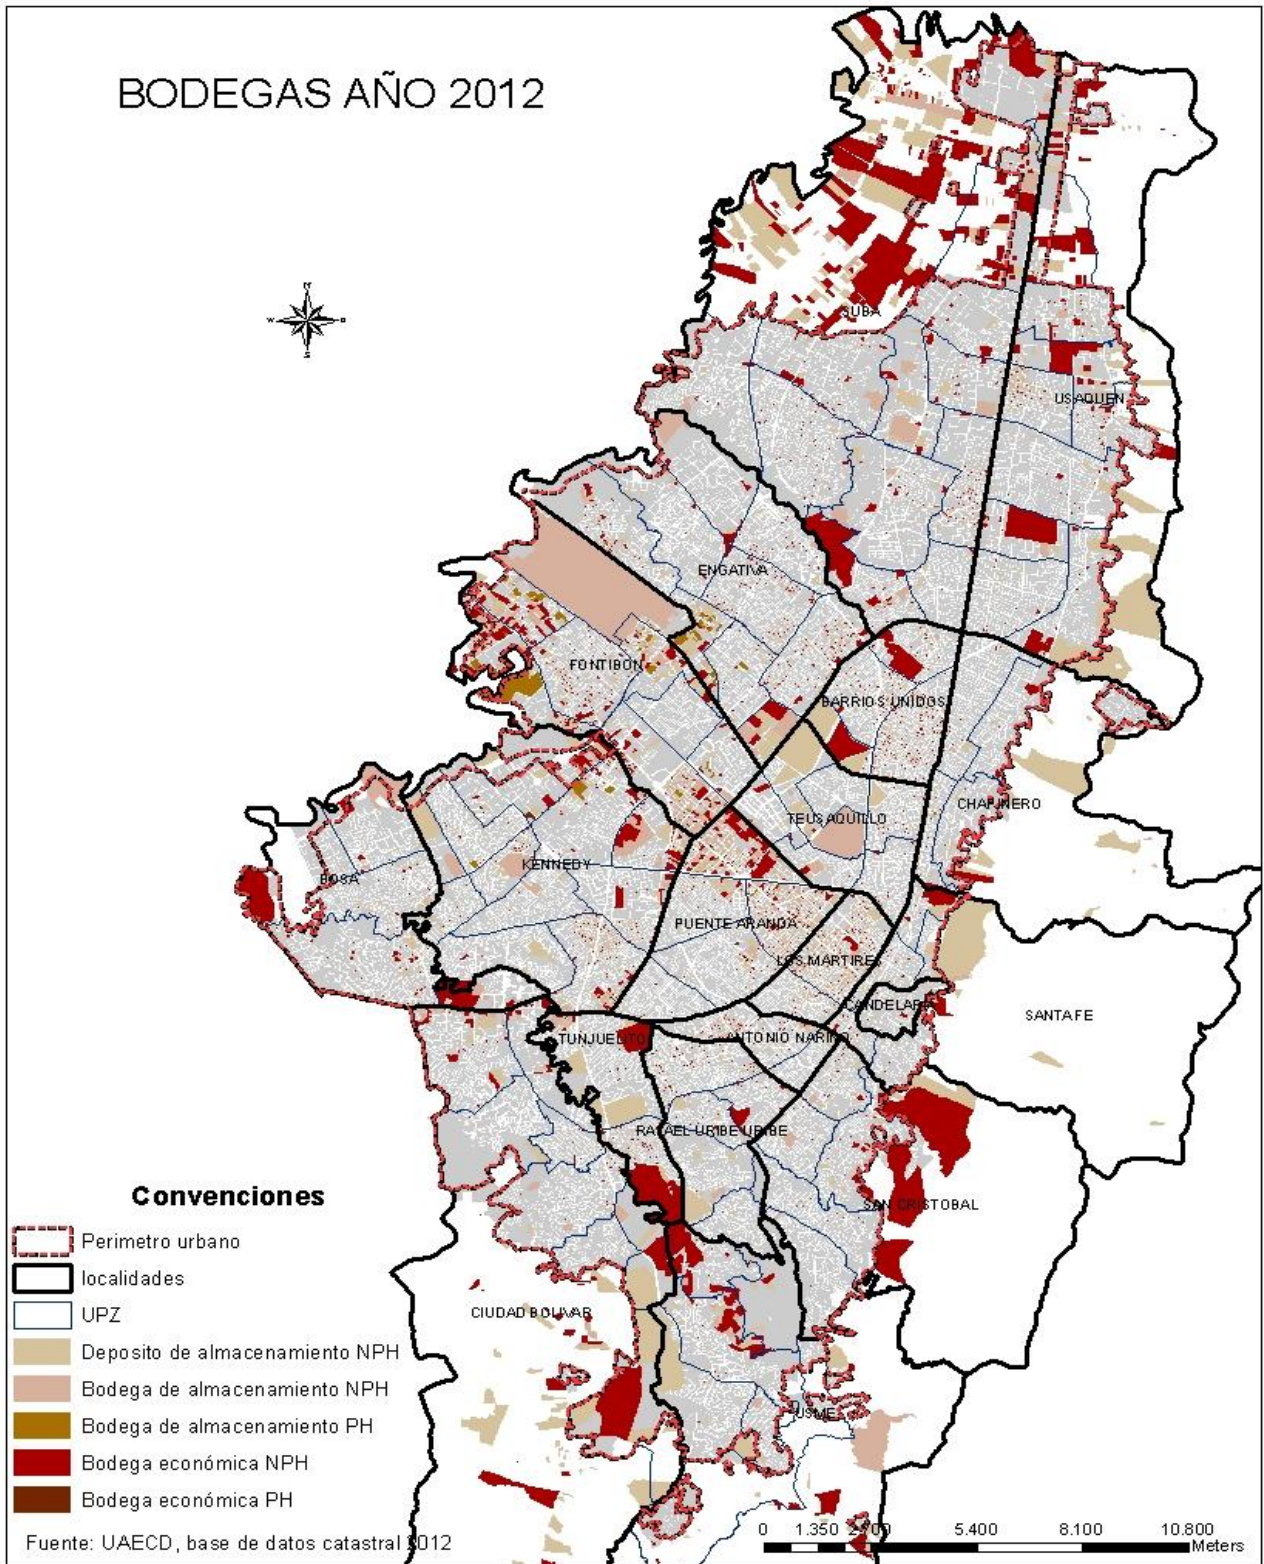 BODEGAS AÑO 2012
N
W
S
SUBA
USAQUEN
ENGATIVA
FONTIBON
BARRIOS UNIDOS
CHAPINERO
TEUSAQUILLO
KENNEDY
BOSA
PUENTE ARANDA
LOS MARTIRES
CANDELARIA
SANTA FE
TUNJUELITO
ANTONIO NARIÑO
RAFAEL URIBE URIBE
SAN CRISTOBAL
CIUDAD BOLIVAR
USME
Convenciones
Perimetro urbano
localidades
UPZ
Deposito de almacenamiento NPH
Bodega de almacenamiento NPH
Bodega de almacenamiento PH
Bodega económica NPH
Bodega económica PH
Fuente: UAECD, base de datos catastral 2012
0 1.350 2.700 5.400 8.100 10.800
Meters